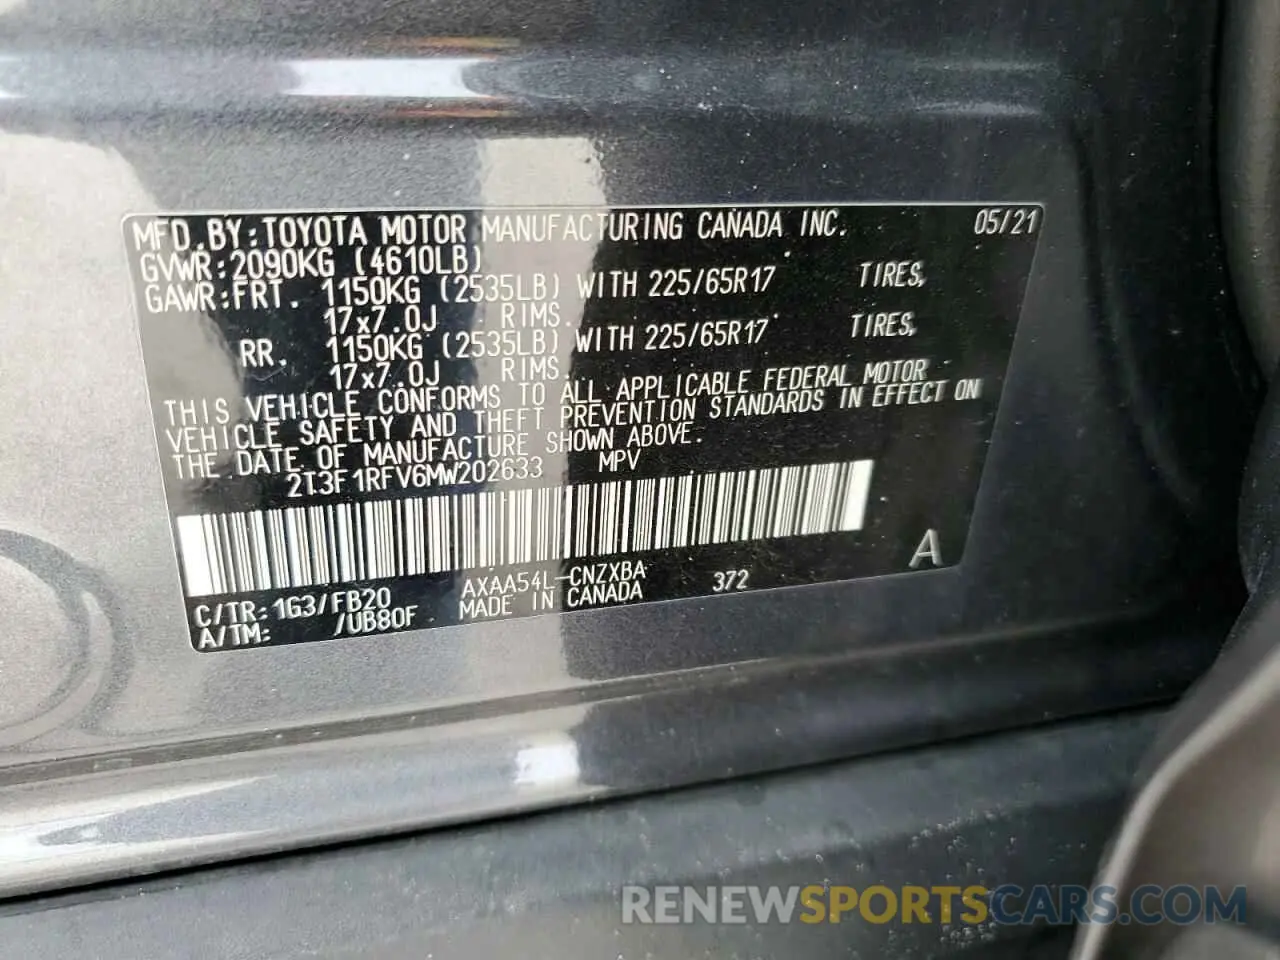 MFD.BY:TOYOTA MOTOR MANUFACTURING CANADA INC. 05/21
GVWR:2090KG (4610LB)
GAWR:FRT. 1150KG (2535LB) WITH 225/65R17 TIRES,
17x7.0J RIMS.
RR. 1150KG (2535LB) WITH 225/65R17 TIRES,
17x7.0J RIMS.
THIS VEHICLE CONFORMS TO ALL APPLICABLE FEDERAL MOTOR
VEHICLE SAFETY AND THEFT PREVENTION STANDARDS IN EFFECT ON
THE DATE OF MANUFACTURE SHOWN ABOVE.
2T3F1RFV6MW202633 MPV
A
C/TR:1G3/FB20 AXAA54L-CNZXBA 372
A/TM: /UB80F MADE IN CANADA
RENEWSPORTSCARS.COM